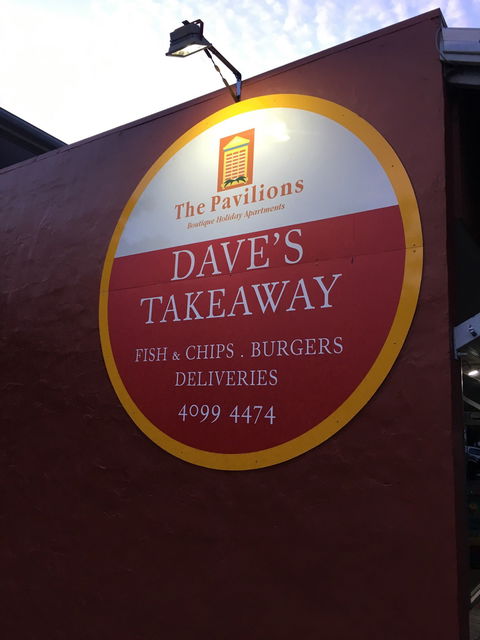 The Pavilions
Boutique Holiday Apartments
DAVE'S
TAKEAWAY
FISH & CHIPS . BURGERS
DELIVERIES
4099 4474